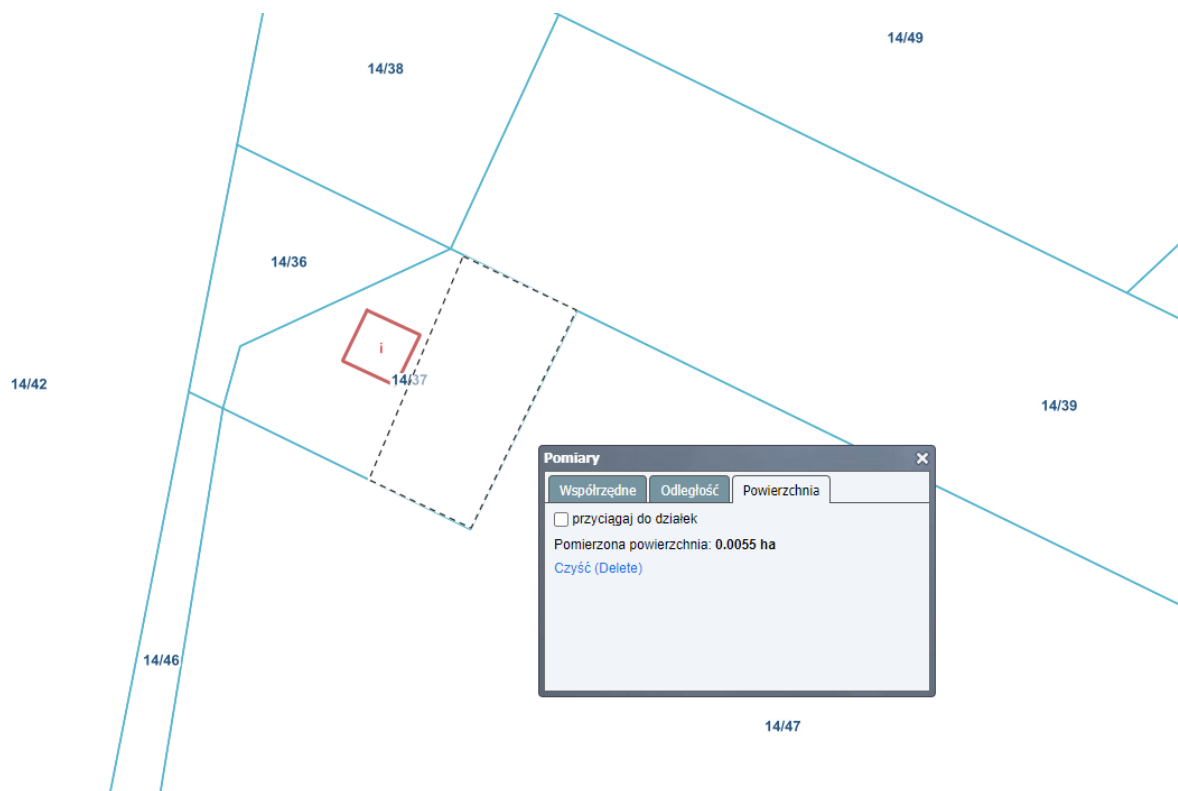 14/49
14/38
14/36
i
14/37
14/42
14/39
Pomiary
Współrzędne Odległość Powierzchnia
przyciągaj do działek
Pomierzona powierzchnia: 0.0055 ha
Czyść (Delete)
14/46
14/47